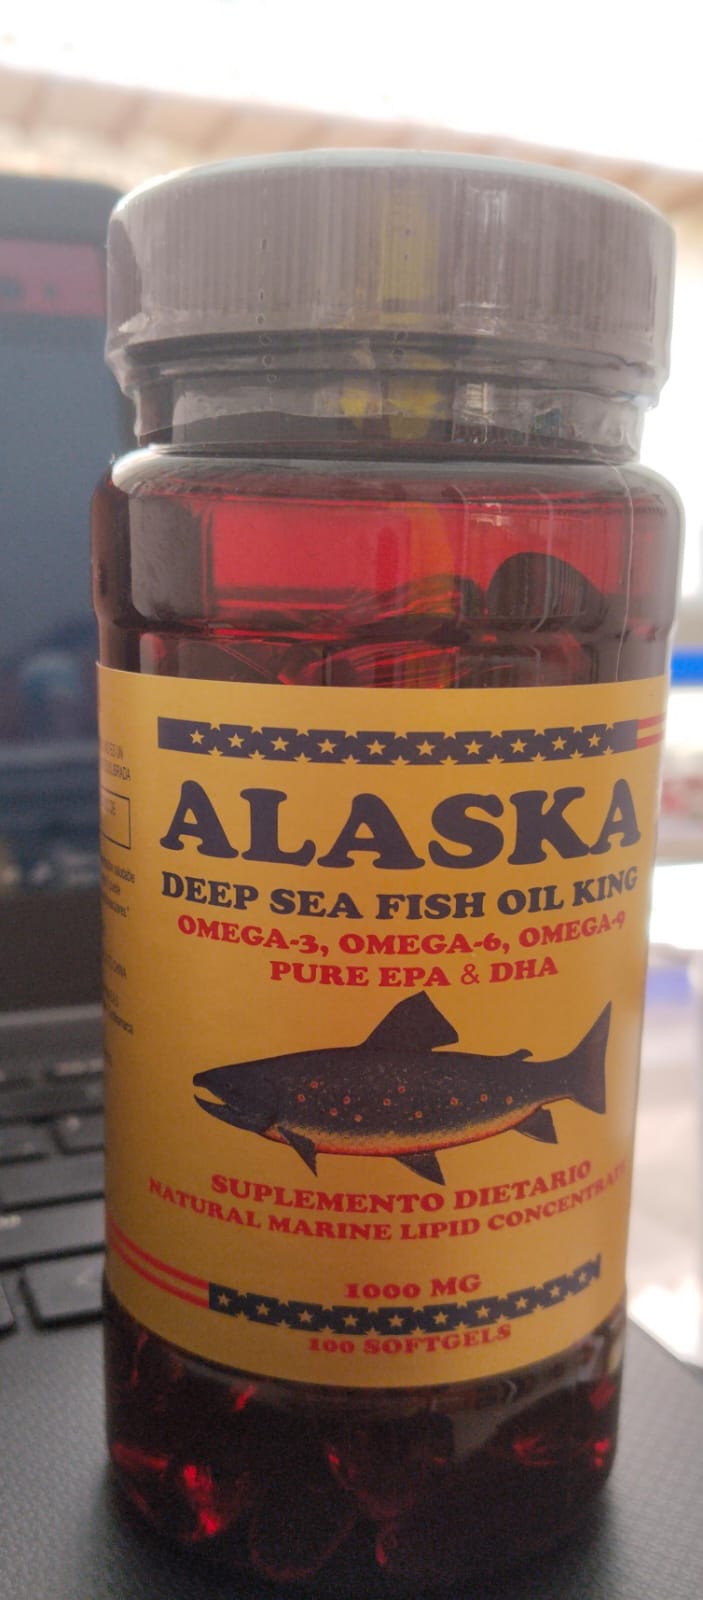 ALASKA
DEEP SEA FISH OIL KING
OMEGA-3, OMEGA-6, OMEGA-9
PURE EPA & DHA
SUPLEMENTO DIETARIO
NATURAL MARINE LIPID CONCENTRATE
1000 MG
100 SOFTGELS